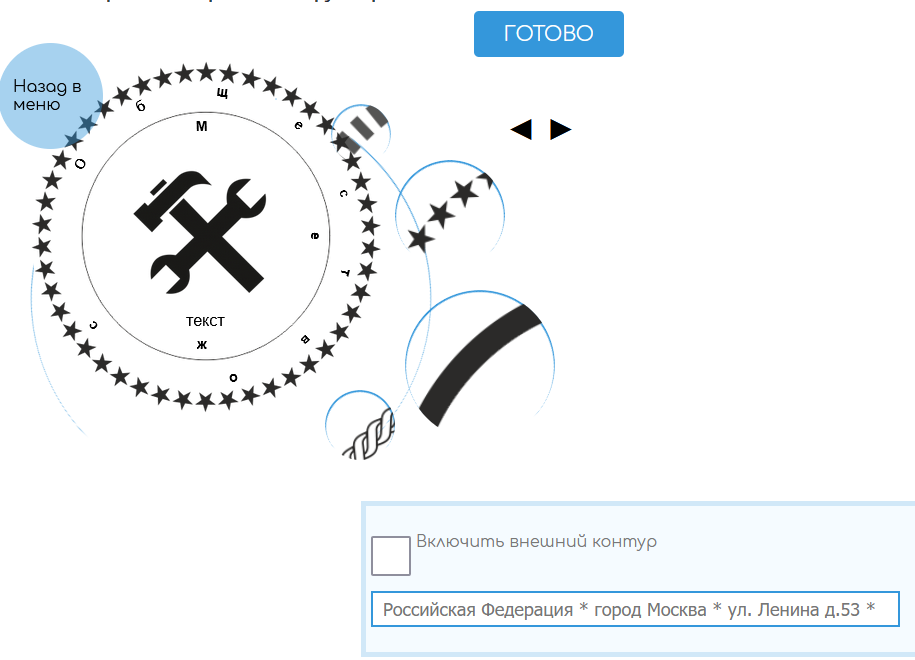 ГОТОВО
Назад в
меню
О б щ е с т в о с
М е ж
текст
Включить внешний контур
Российская Федерация * город Москва * ул. Ленина д.53 *